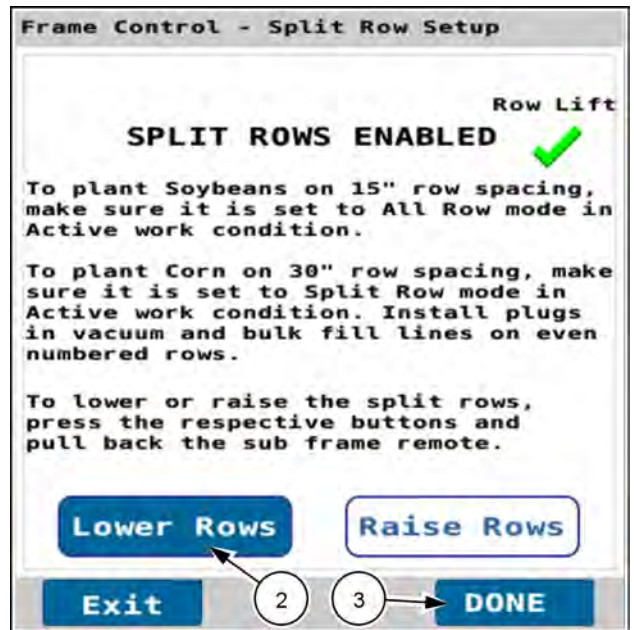 Frame Control - Split Row Setup
Row Lift
SPLIT ROWS ENABLED
To plant Soybeans on 15" row spacing,
make sure it is set to All Row mode in
Active work condition.
To plant Corn on 30" row spacing, make
sure it is set to Split Row mode in
Active work condition. Install plugs
in vacuum and bulk fill lines on even
numbered rows.
To lower or raise the split rows,
press the respective buttons and
pull back the sub frame remote.
Lower Rows
Raise Rows
Exit
2
3
DONE